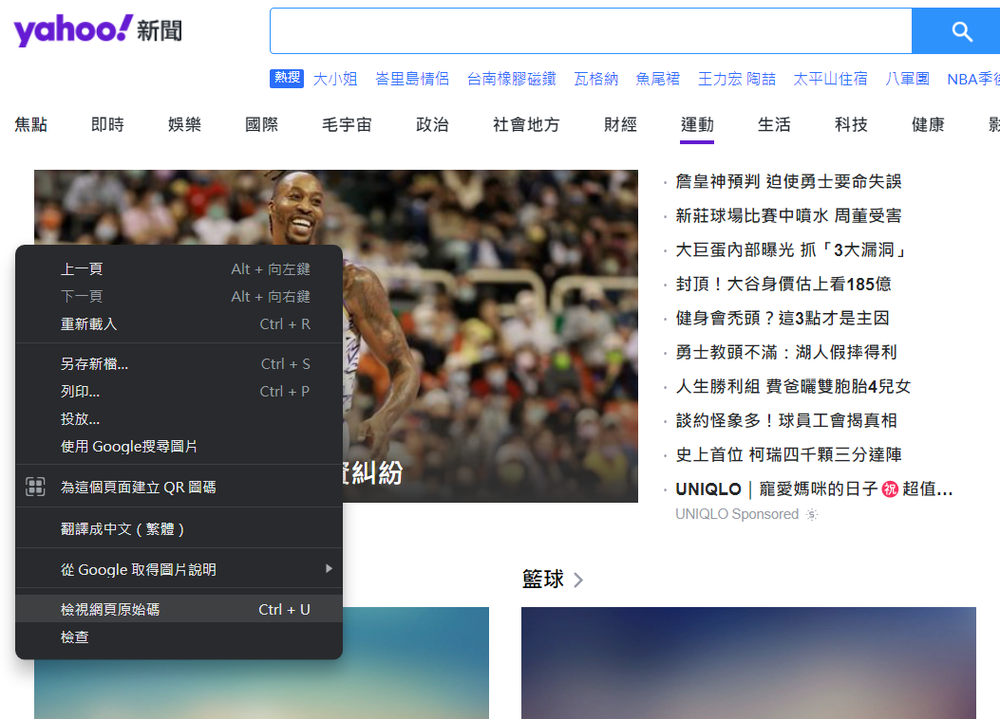 yahoo! 新聞
熱搜 大小姐 峇里島情侶 台南橡膠磁鐵 瓦格納 魚尾裙 王力宏 陶喆 太平山住宿 八軍團 NBA季後
焦點 即時 娛樂 國際 毛宇宙 政治 社會地方 財經 運動 生活 科技 健康 影
· 詹皇神預判 迫使勇士要命失誤
· 新莊球場比賽中噴水 周董受害
· 大巨蛋內部曝光 抓「3大漏洞」
· 封頂！大谷身價估上看185億
· 健身會禿頭？這3點才是主因
· 勇士教頭不滿：湖人假摔得利
· 人生勝利組 費爸曬雙胞胎4兒女
· 談約怪象多！球員工會揭真相
· 史上首位 柯瑞四千顆三分達陣
· UNIQLO｜寵愛媽咪的日子㊗超值...
UNIQLO Sponsored
糾紛
上一頁 Alt + 向左鍵
下一頁 Alt + 向右鍵
重新載入 Ctrl + R
另存新檔... Ctrl + S
列印... Ctrl + P
投放...
使用 Google搜尋圖片
為這個頁面建立 QR 圖碼
翻譯成中文（繁體）
從 Google 取得圖片說明
檢視網頁原始碼 Ctrl + U
檢查
籃球